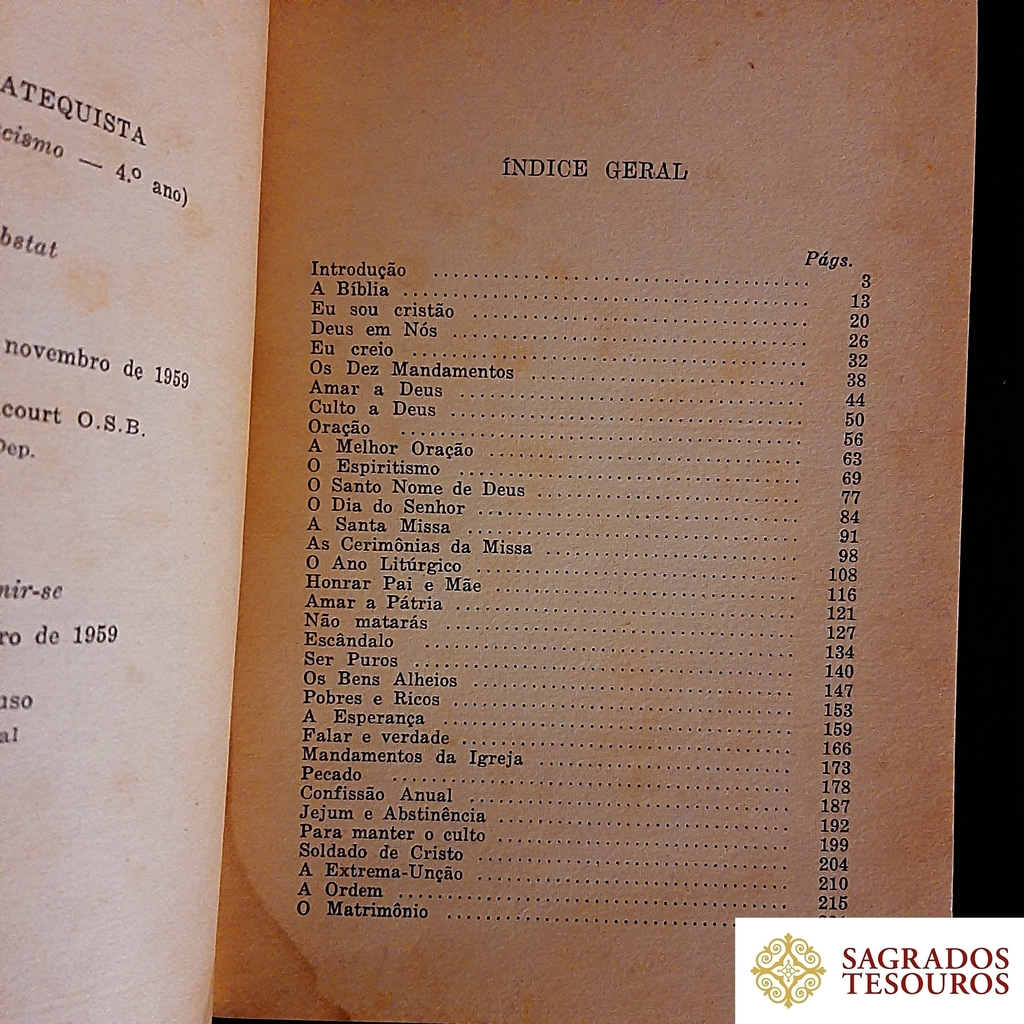 ATEQUISTA
cismo — 4.º ano)
bstat
novembro de 1959
court O.S.B.
Dep.
nir-se
ro de 1959
nso
al
ÍNDICE GERAL
Págs.
Introdução .......... 3
A Bíblia .......... 13
Eu sou cristão .......... 20
Deus em Nós .......... 26
Eu creio .......... 32
Os Dez Mandamentos .......... 38
Amar a Deus .......... 44
Culto a Deus .......... 50
Oração .......... 56
A Melhor Oração .......... 63
O Espiritismo .......... 69
O Santo Nome de Deus .......... 77
O Dia do Senhor .......... 84
A Santa Missa .......... 91
As Cerimônias da Missa .......... 98
O Ano Litúrgico .......... 108
Honrar Pai e Mãe .......... 116
Amar a Pátria .......... 121
Não matarás .......... 127
Escândalo .......... 134
Ser Puros .......... 140
Os Bens Alheios .......... 147
Pobres e Ricos .......... 153
A Esperança .......... 159
Falar e verdade .......... 166
Mandamentos da Igreja .......... 173
Pecado .......... 178
Confissão Anual .......... 187
Jejum e Abstinência .......... 192
Para manter o culto .......... 199
Soldado de Cristo .......... 204
A Extrema-Unção .......... 210
A Ordem .......... 215
O Matrimônio ..........
SAGRADOS
TESOUROS